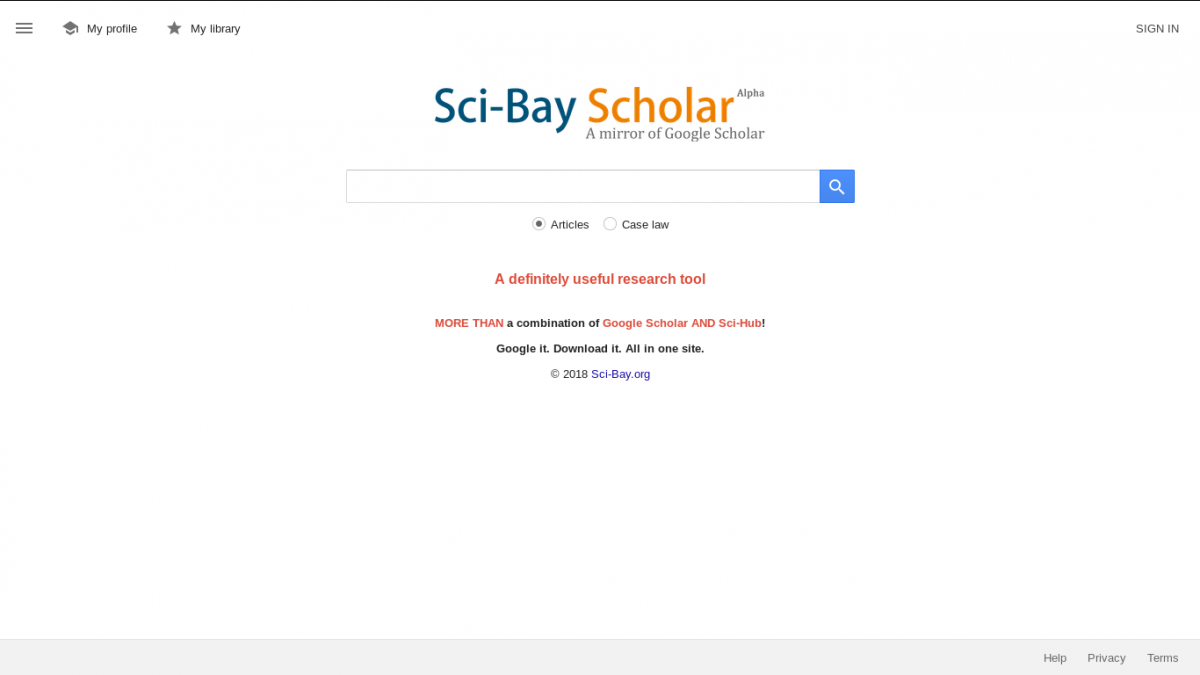 My profile My library SIGN IN
Sci-Bay Scholar Alpha
A mirror of Google Scholar
Articles Case law
A definitely useful research tool
MORE THAN a combination of Google Scholar AND Sci-Hub!
Google it. Download it. All in one site.
© 2018 Sci-Bay.org
Help Privacy Terms